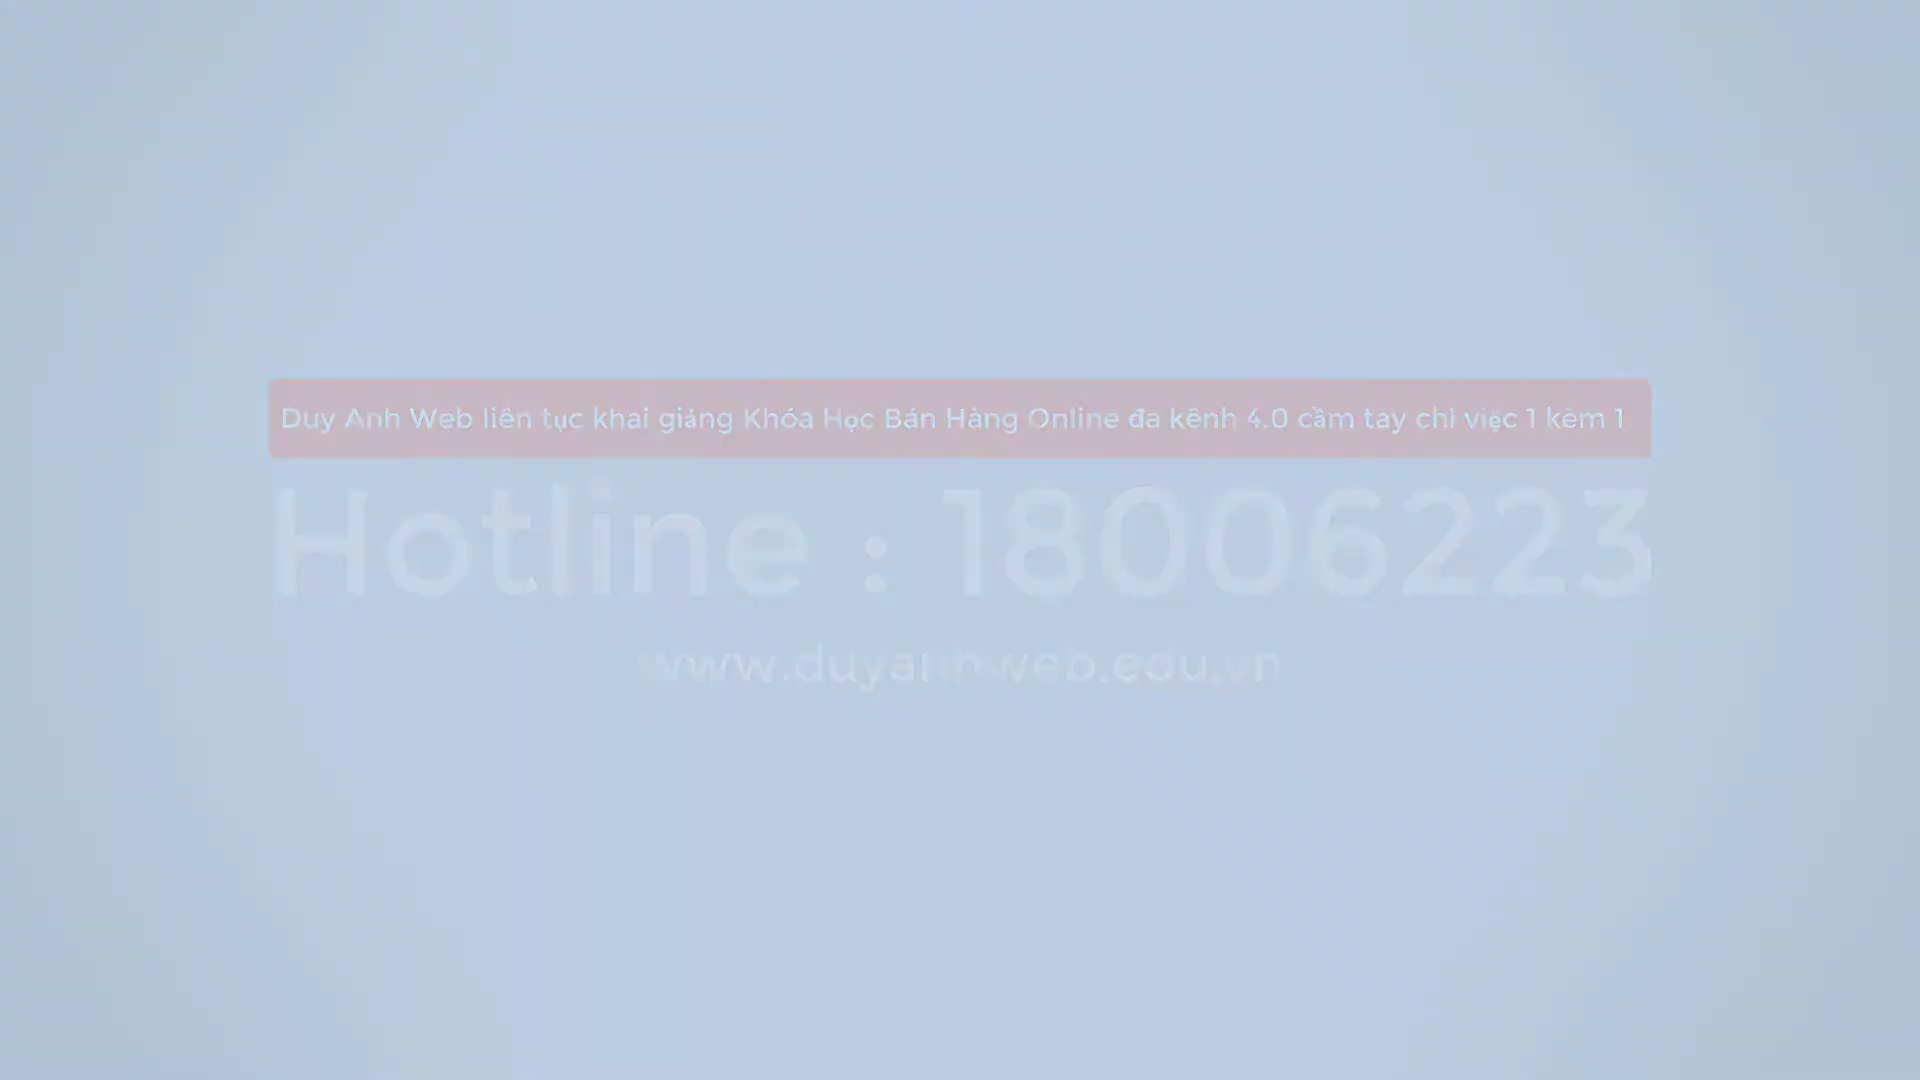 Duy Anh Web liên tục khai giảng Khóa Học Bán Hàng Online đa kênh 4.0 cầm tay chỉ việc 1 kèm 1
Hotline : 18006223
www.duyanhweb.edu.vn